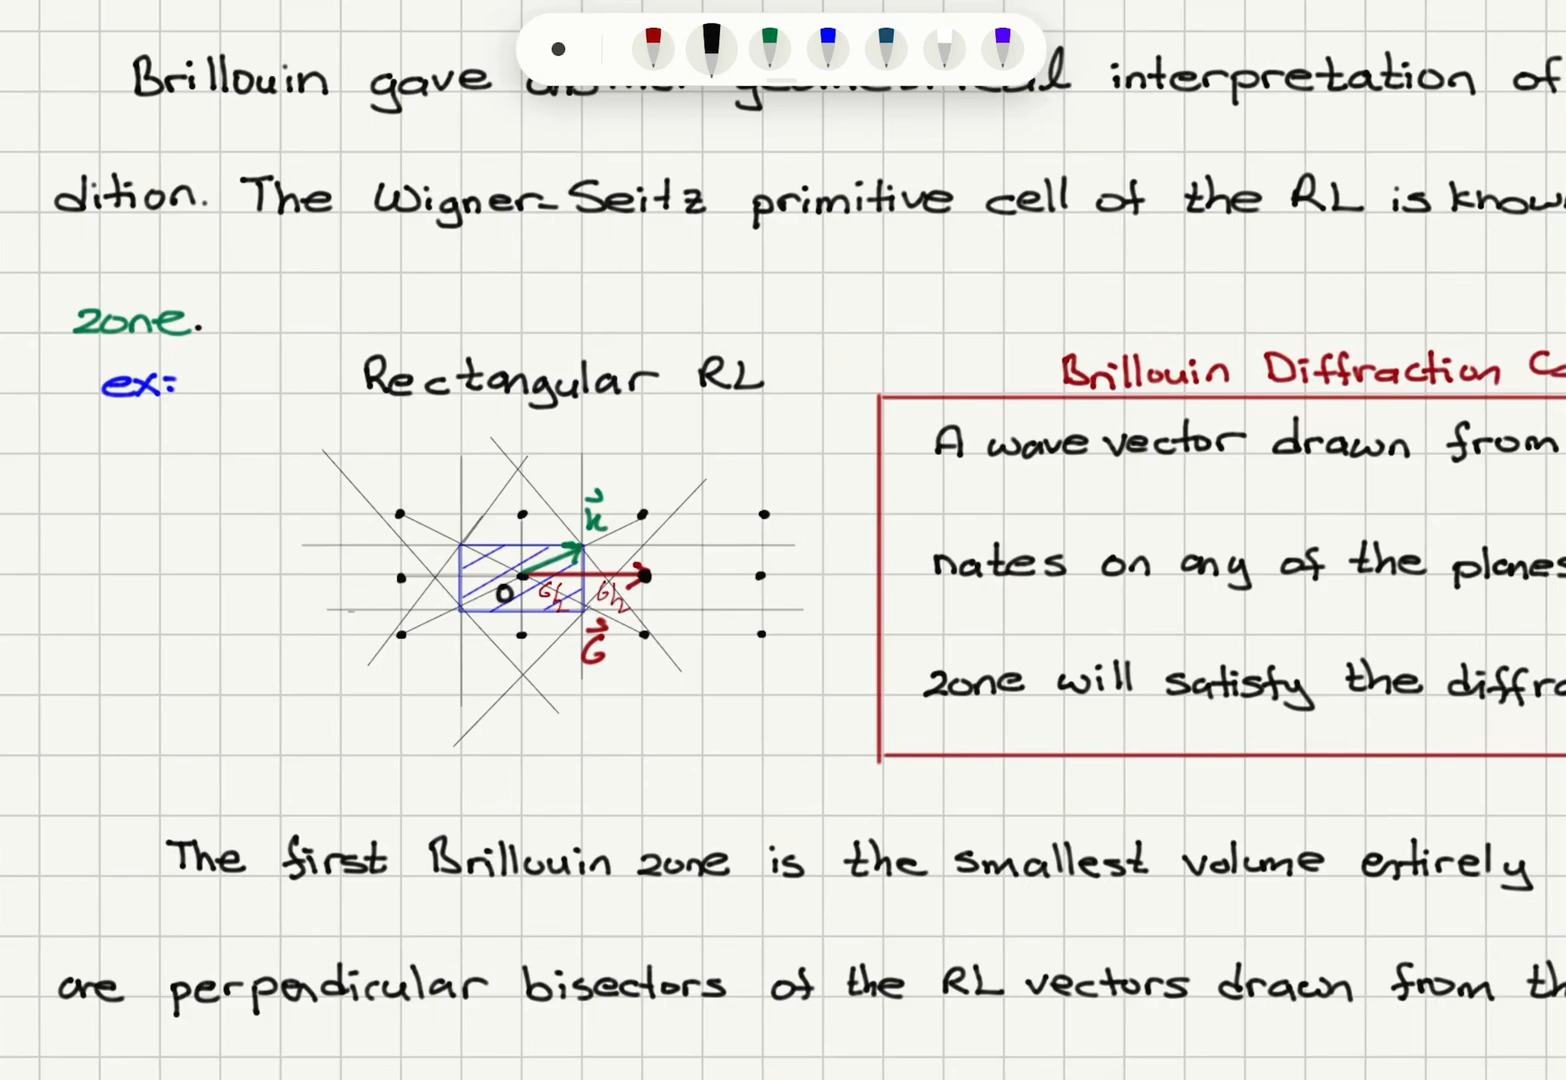 Brillouin gave interpretation of
dition. The Wigner-Seitz primitive cell of the RL is know
zone.
ex: Rectangular RL
Brillouin Diffraction Co
A wave vector drawn from
nates on any of the planes
zone will satisfy the diffra
k
O G/2 G/2
G
The first Brillouin zone is the smallest volume entirely
are perpendicular bisectors of the RL vectors drawn from th